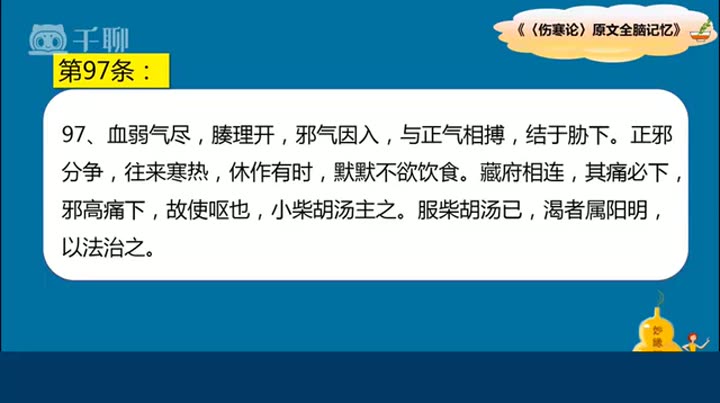 千聊
《〈伤寒论〉原文全脑记忆》
第97条：
97、血弱气尽，腠理开，邪气因入，与正气相搏，结于胁下。正邪
分争，往来寒热，休作有时，默默不欲饮食。藏府相连，其痛必下，
邪高痛下，故使呕也，小柴胡汤主之。服柴胡汤已，渴者属阳明，
以法治之。
妙
缘